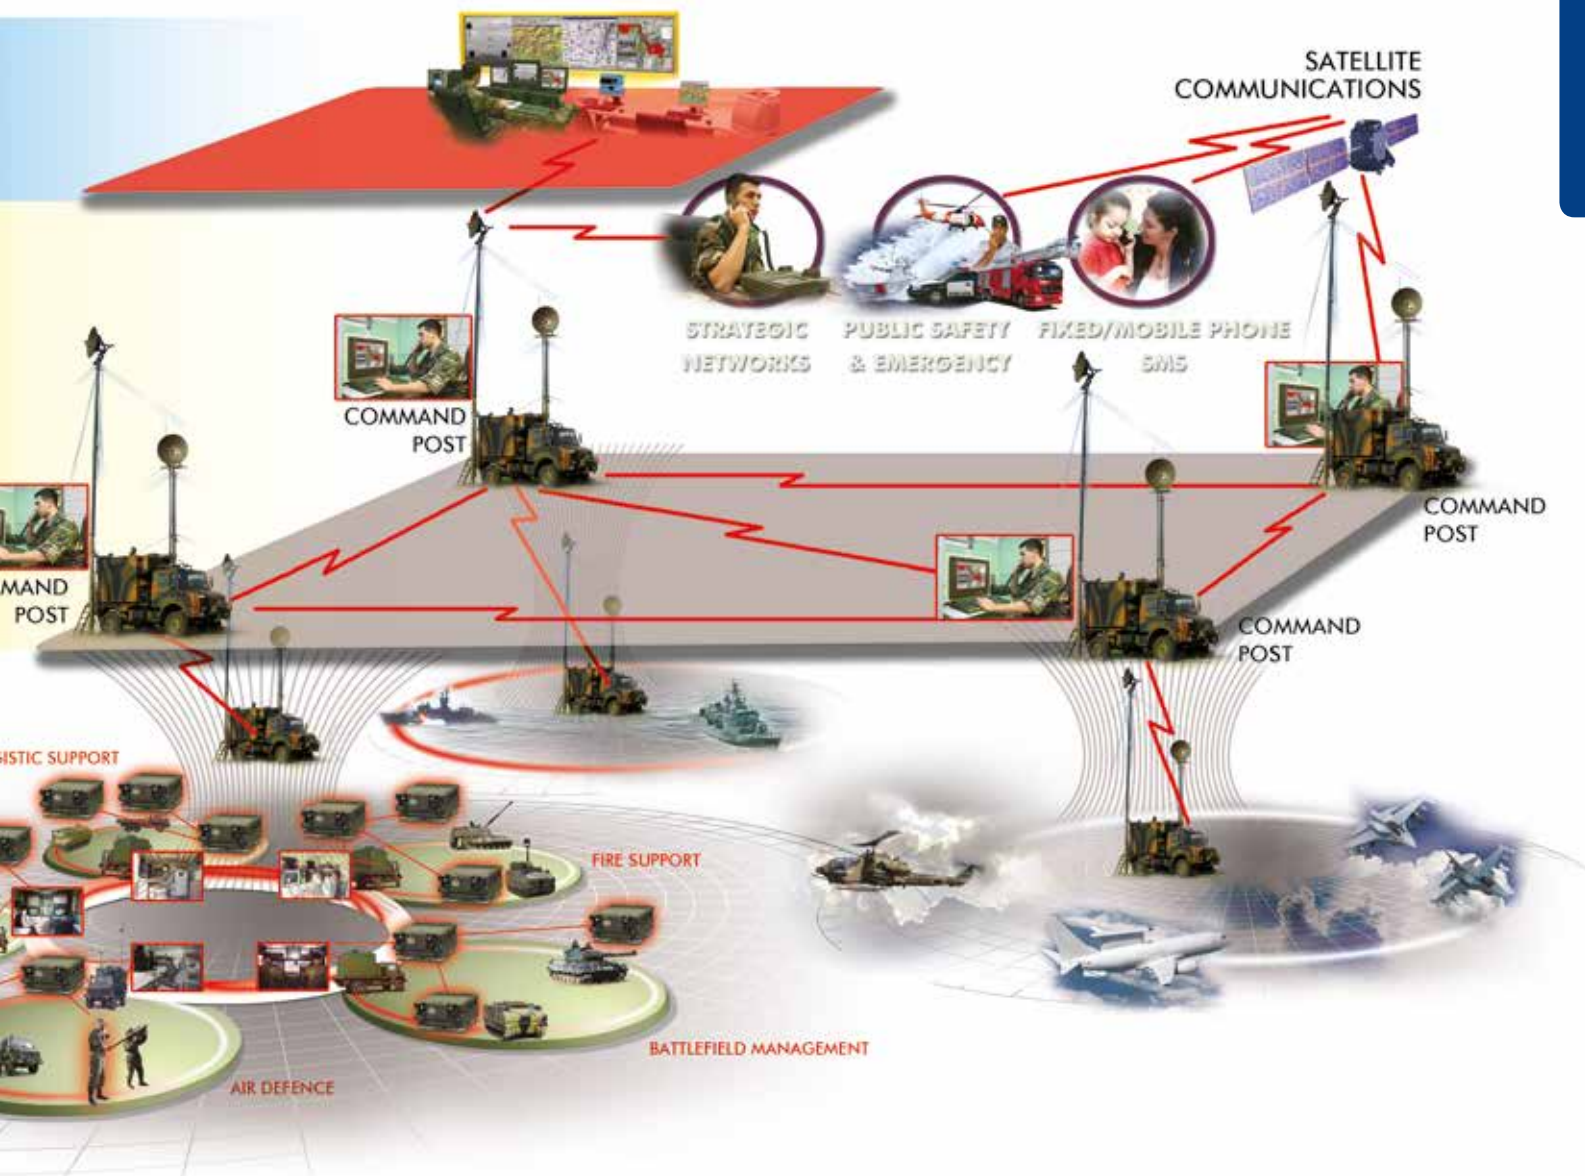 SATELLITE
COMMUNICATIONS
STRATEGIC
NETWORKS
PUBLIC SAFETY
& EMERGENCY
FIXED/MOBILE PHONE
SMS
COMMAND
POST
COMMAND
POST
MAND
POST
COMMAND
POST
ISTIC SUPPORT
FIRE SUPPORT
BATTLEFIELD MANAGEMENT
AIR DEFENCE